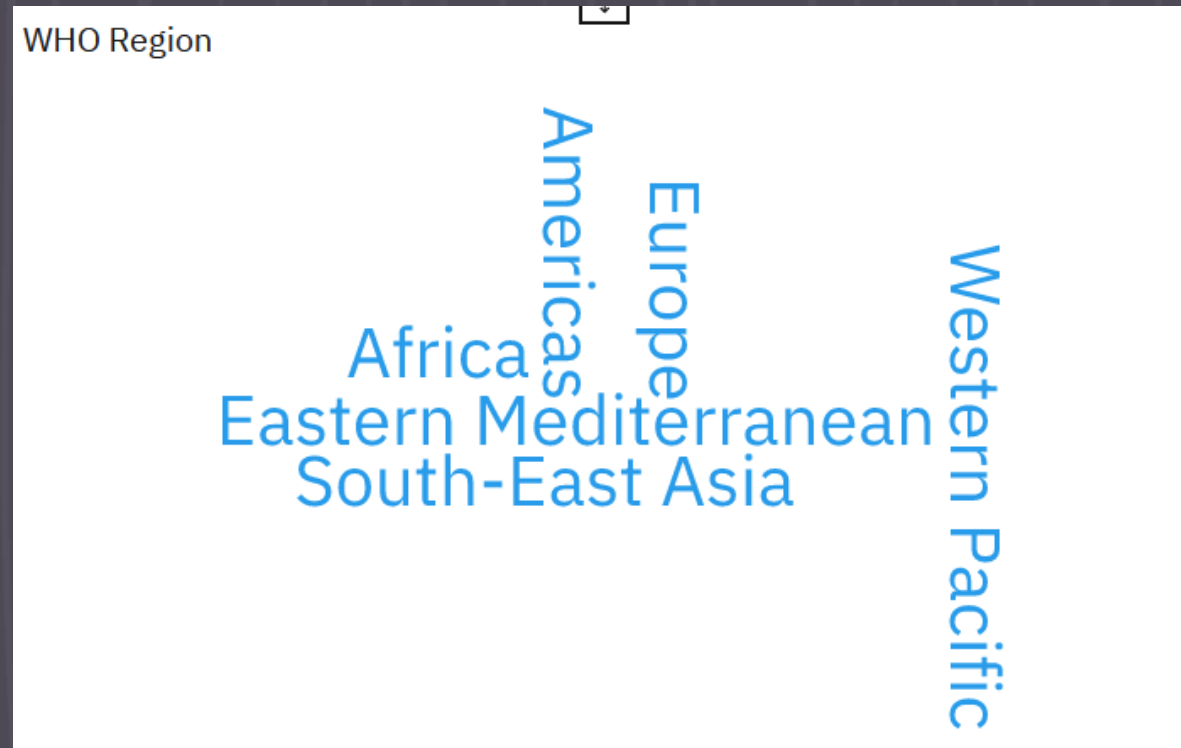 WHO Region
Americas
Europe
Western Pacific
Africa
Eastern Mediterranean
South-East Asia